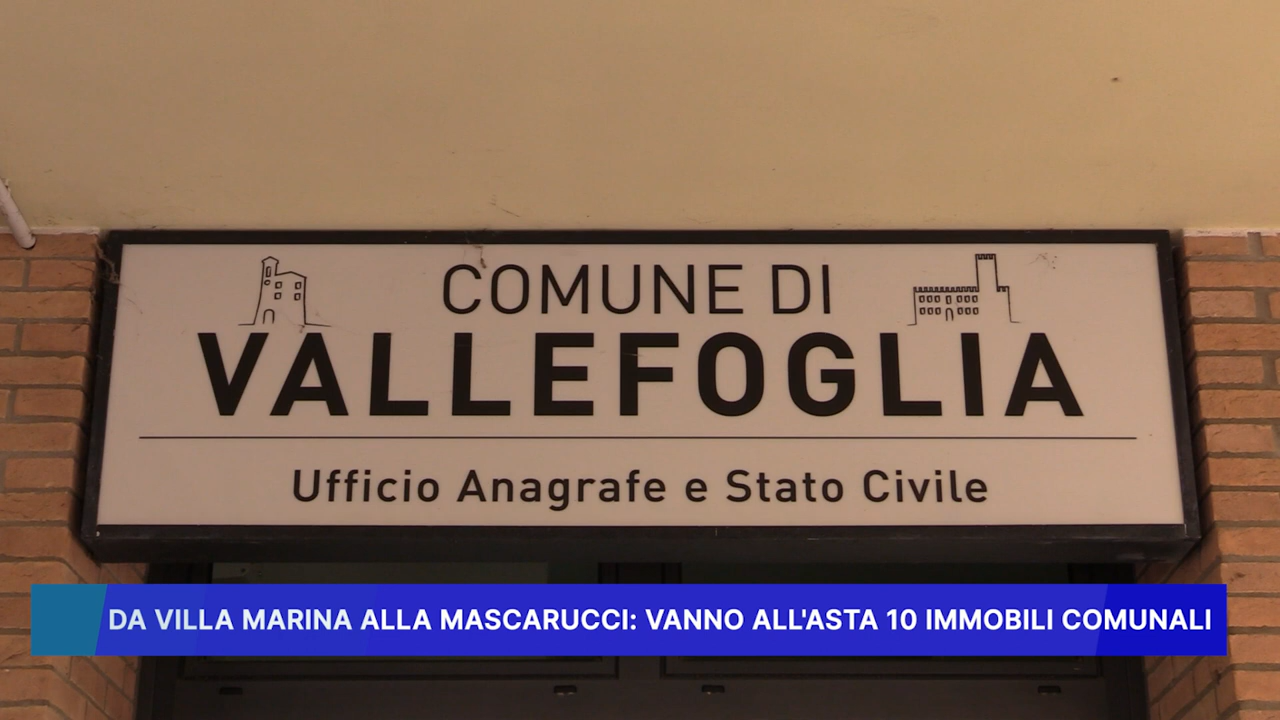 COMUNE DI
VALLEFOGLIA
Ufficio Anagrafe e Stato Civile
DA VILLA MARINA ALLA MASCARUCCI: VANNO ALL'ASTA 10 IMMOBILI COMUNALI